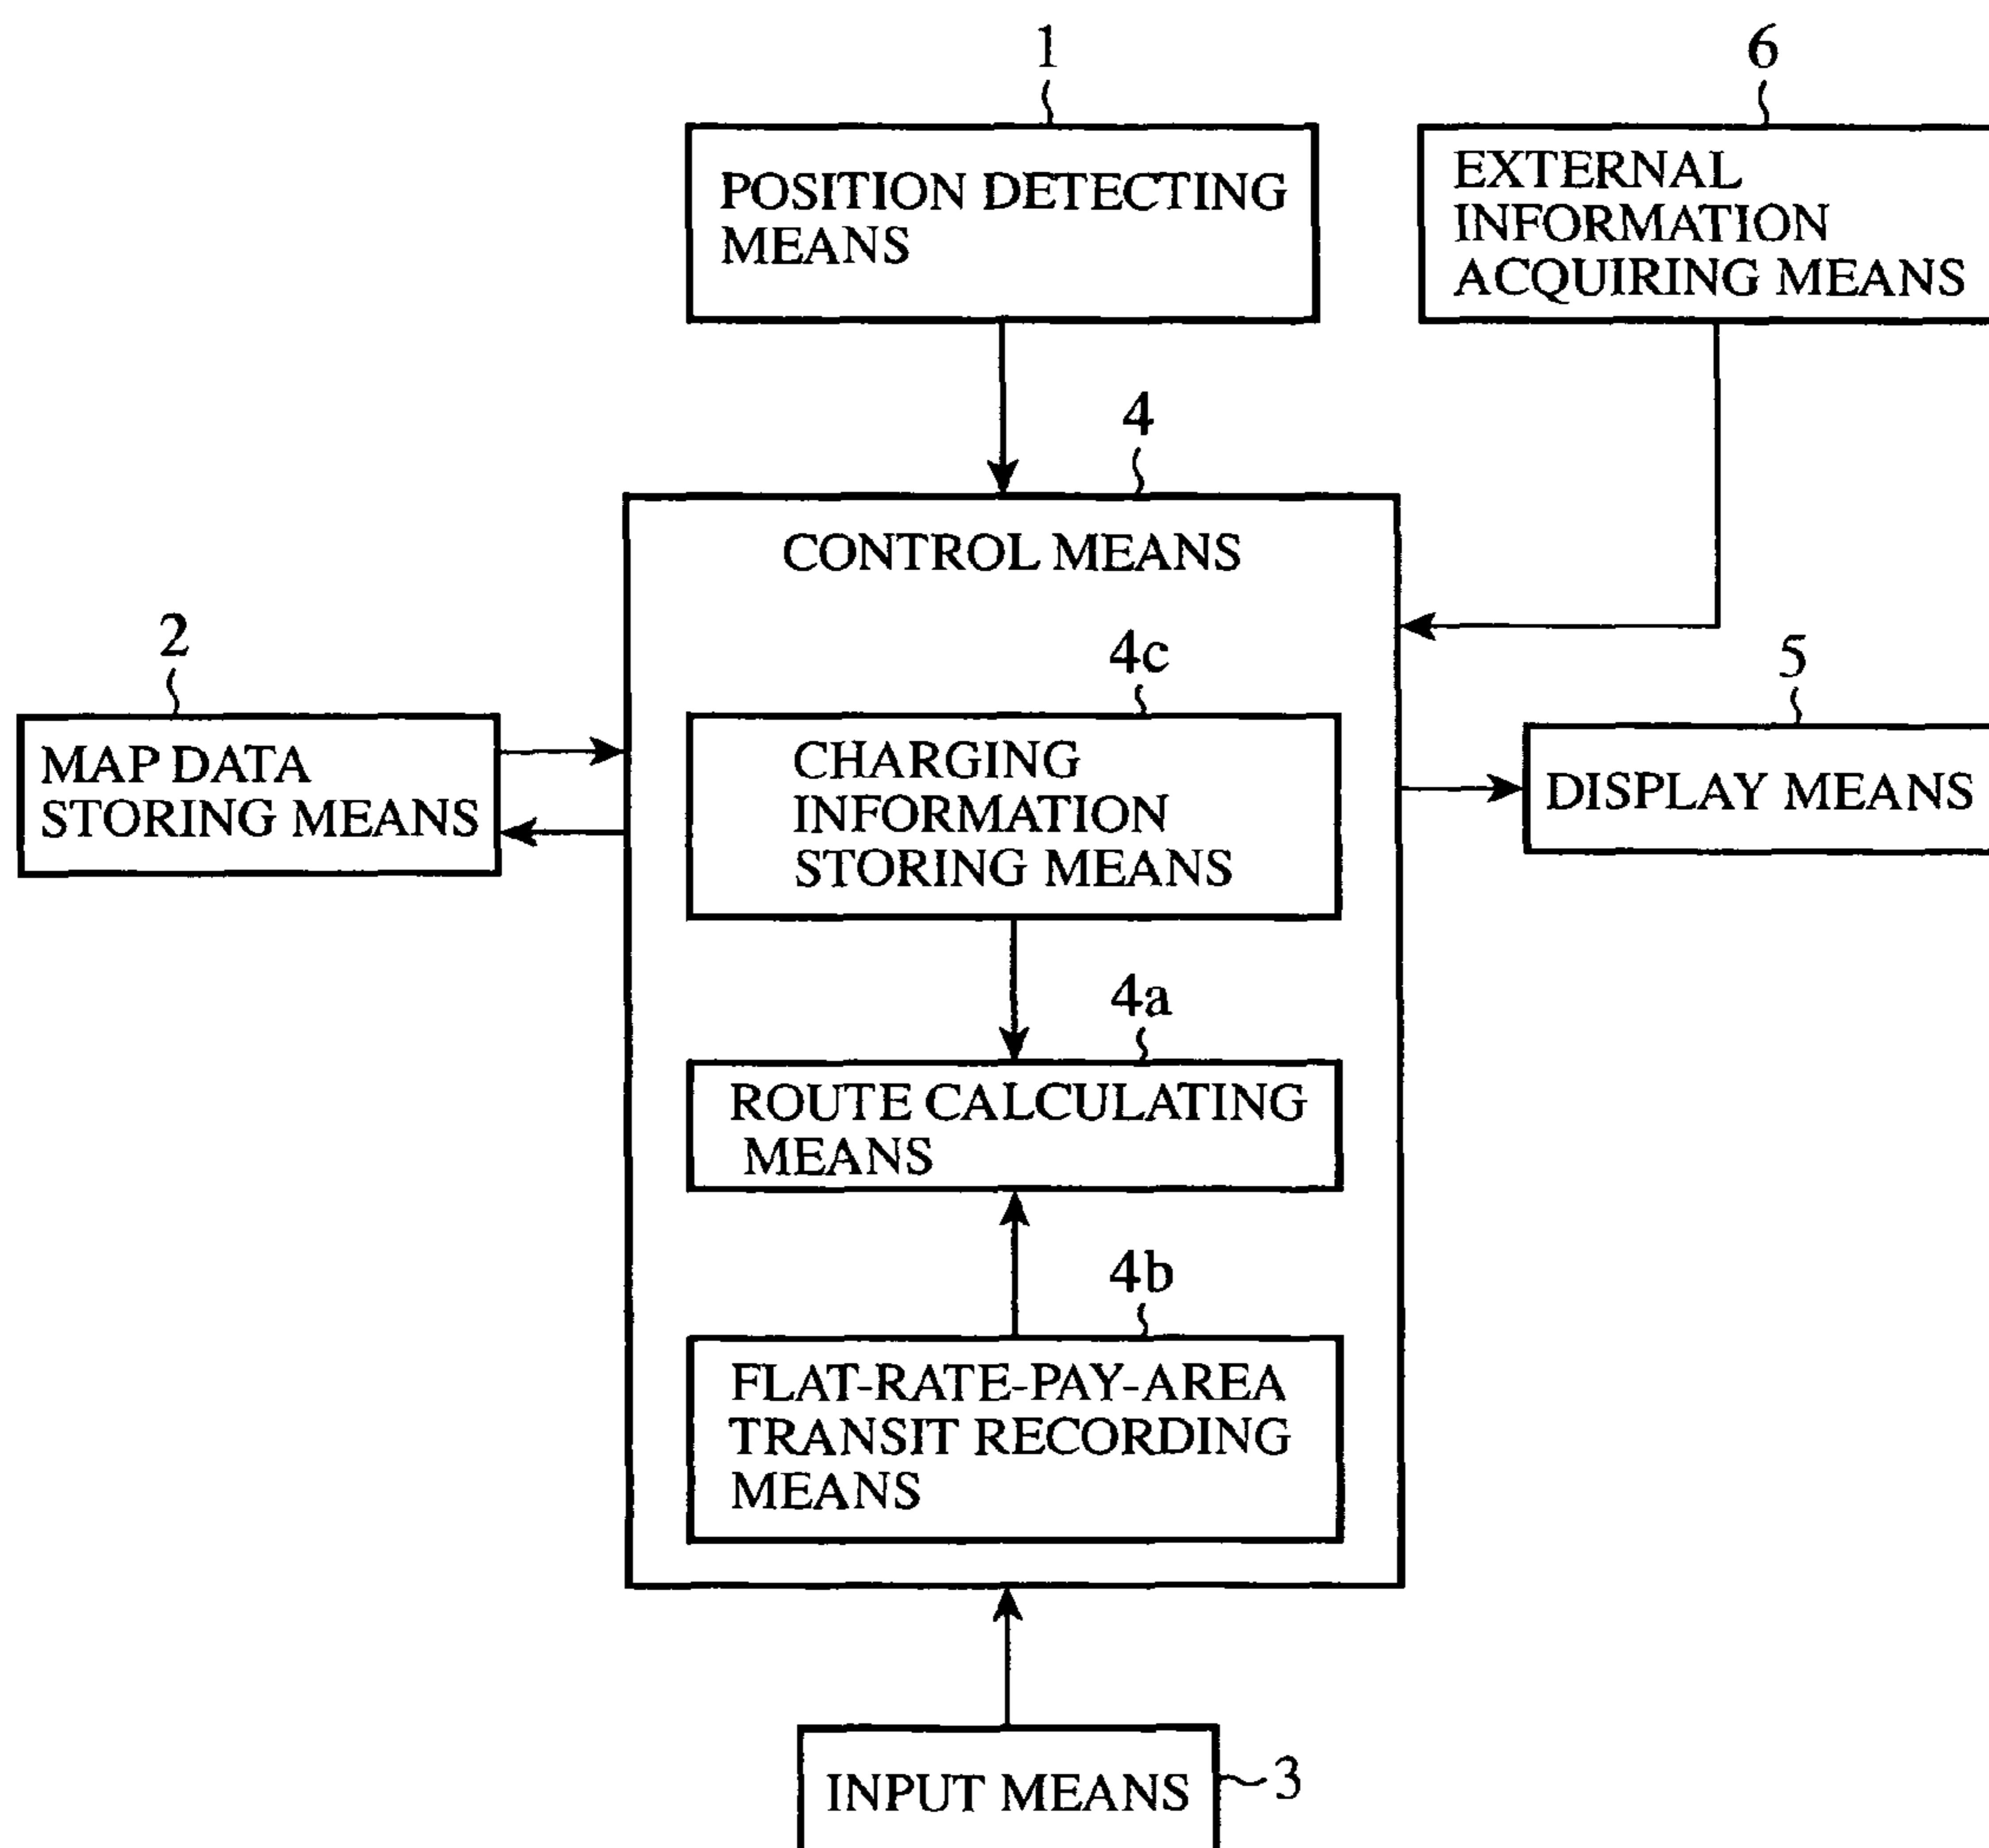 1
6
POSITION DETECTING
MEANS
EXTERNAL
INFORMATION
ACQUIRING MEANS
4
CONTROL MEANS
2
MAP DATA
STORING MEANS
4c
CHARGING
INFORMATION
STORING MEANS
5
DISPLAY MEANS
4a
ROUTE CALCULATING
MEANS
4b
FLAT-RATE-PAY-AREA
TRANSIT RECORDING
MEANS
INPUT MEANS
3